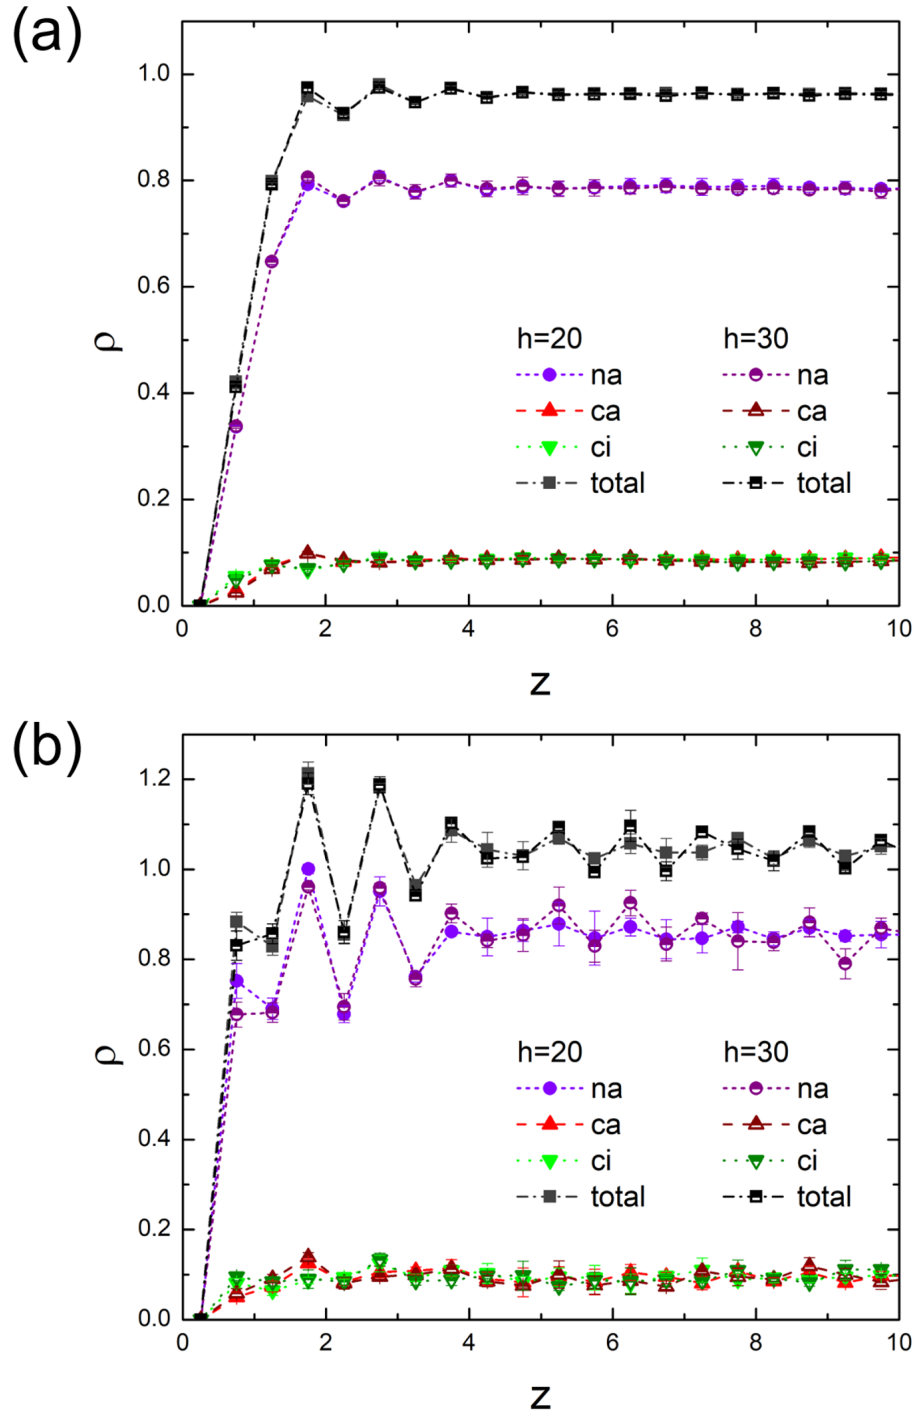 (a)
1.0
0.8
0.6
0.4
0.2
0.0
ρ
h=20 h=30
na na
ca ca
ci ci
total total
0 2 4 6 8 10
z
(b)
1.2
1.0
0.8
0.6
0.4
0.2
0.0
ρ
h=20 h=30
na na
ca ca
ci ci
total total
0 2 4 6 8 10
z